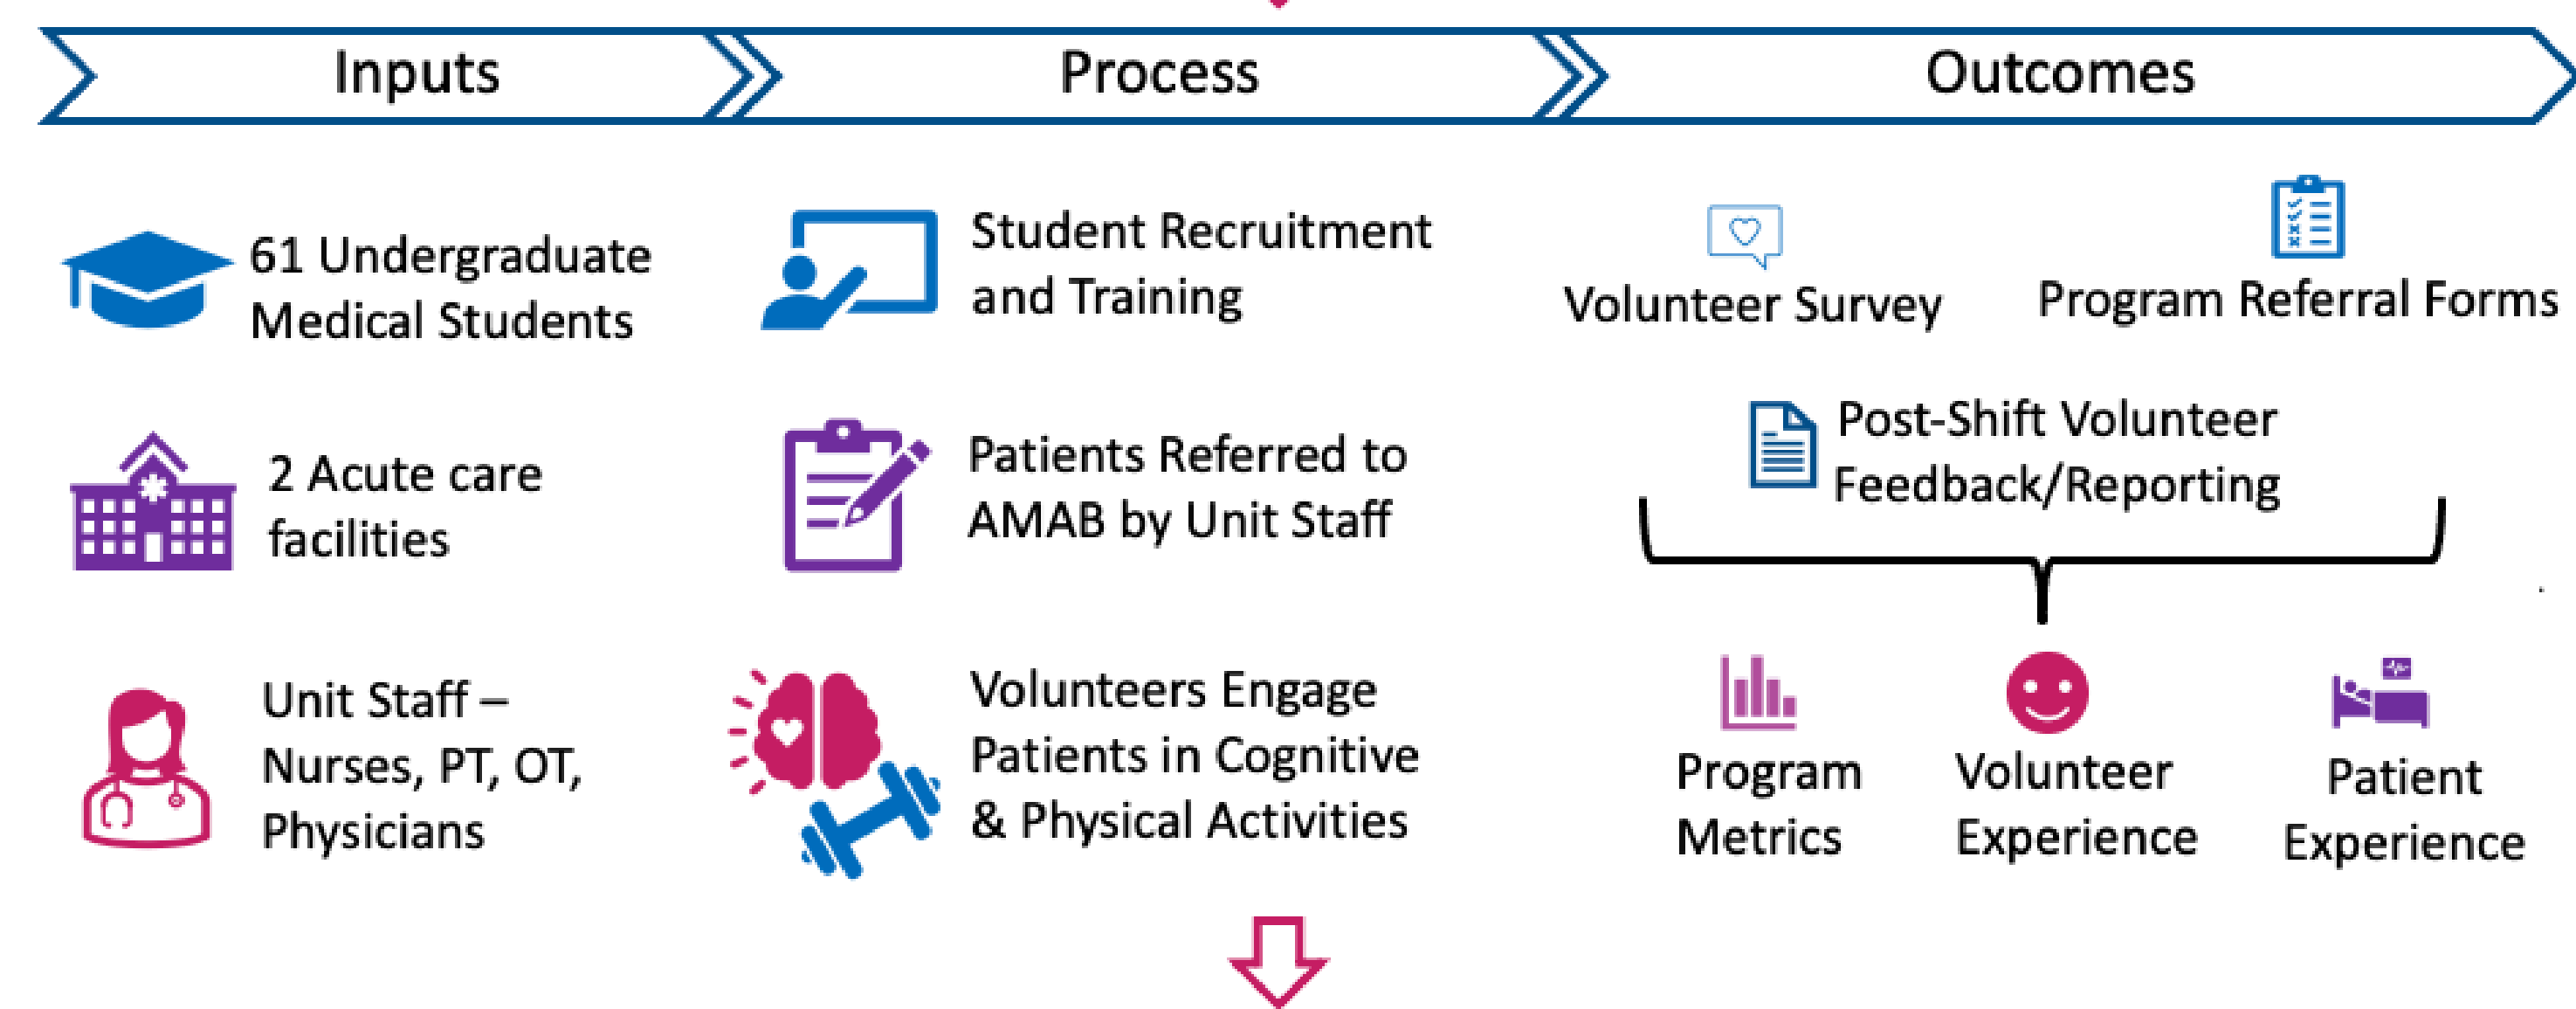 Inputs
Process
Outcomes
61 Undergraduate
Medical Students
2 Acute care
facilities
Unit Staff –
Nurses, PT, OT,
Physicians
Student Recruitment
and Training
Patients Referred to
AMAB by Unit Staff
Volunteers Engage
Patients in Cognitive
& Physical Activities
Volunteer Survey
Program Referral Forms
Post-Shift Volunteer
Feedback/Reporting
Program
Metrics
Volunteer
Experience
Patient
Experience